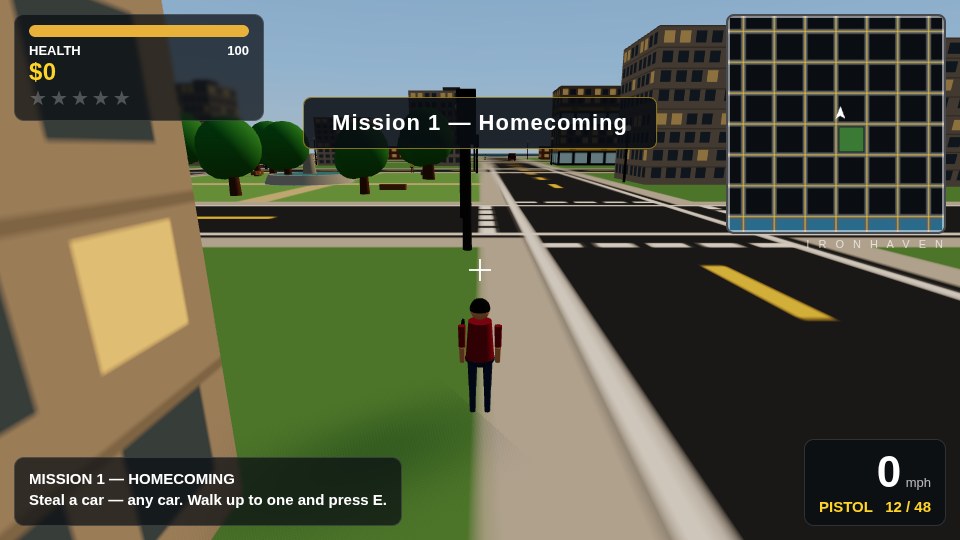 HEALTH 100
$0
Mission 1 — Homecoming
IRONHAVEN
MISSION 1 — HOMECOMING
Steal a car — any car. Walk up to one and press E.
0 mph
PISTOL 12 / 48